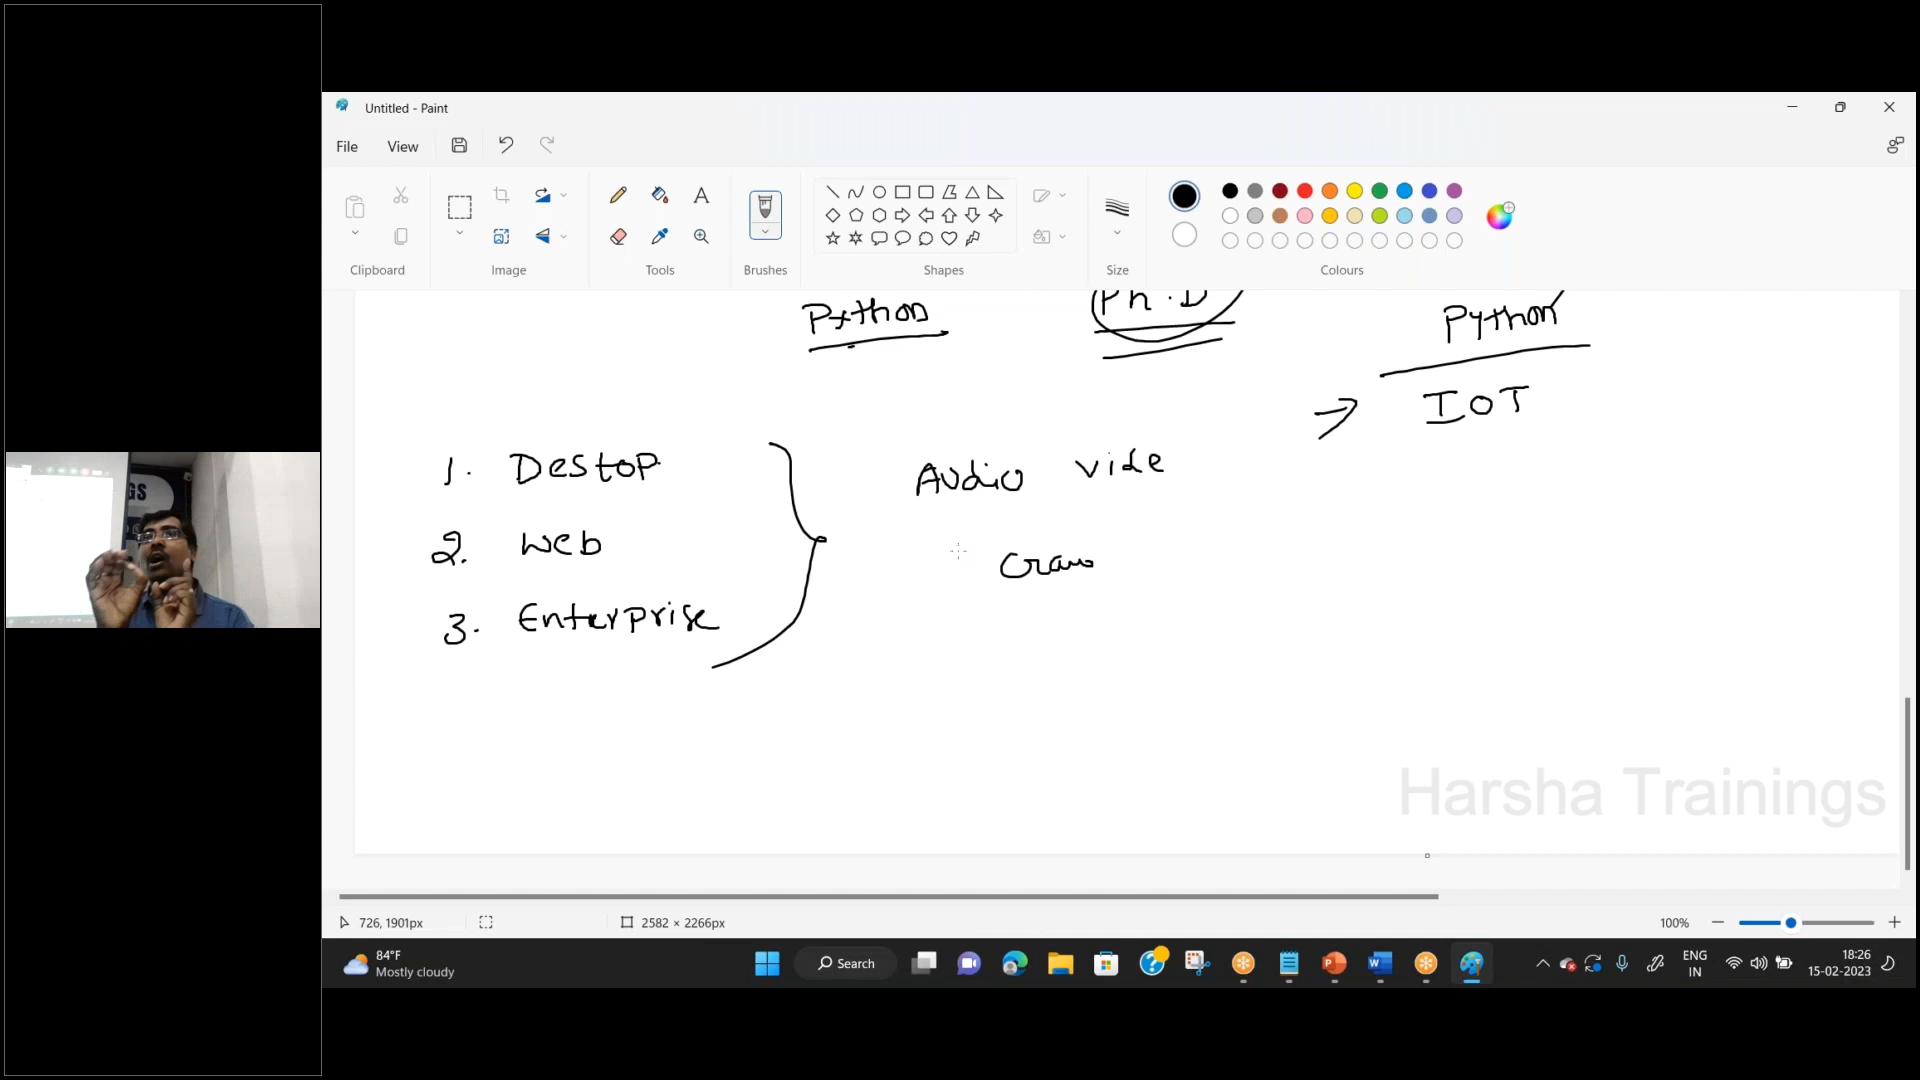 Untitled - Paint
File View
Clipboard Image Tools Brushes Shapes Size Colours
Python Ph.D Python
IOT
1. Destop Audio vide
2. Web
3. Enterprise
Harsha Trainings
726, 1901px 2582 × 2266px 100%
84°F
Mostly cloudy
Search
ENG
IN
18:26
15-02-2023
GS